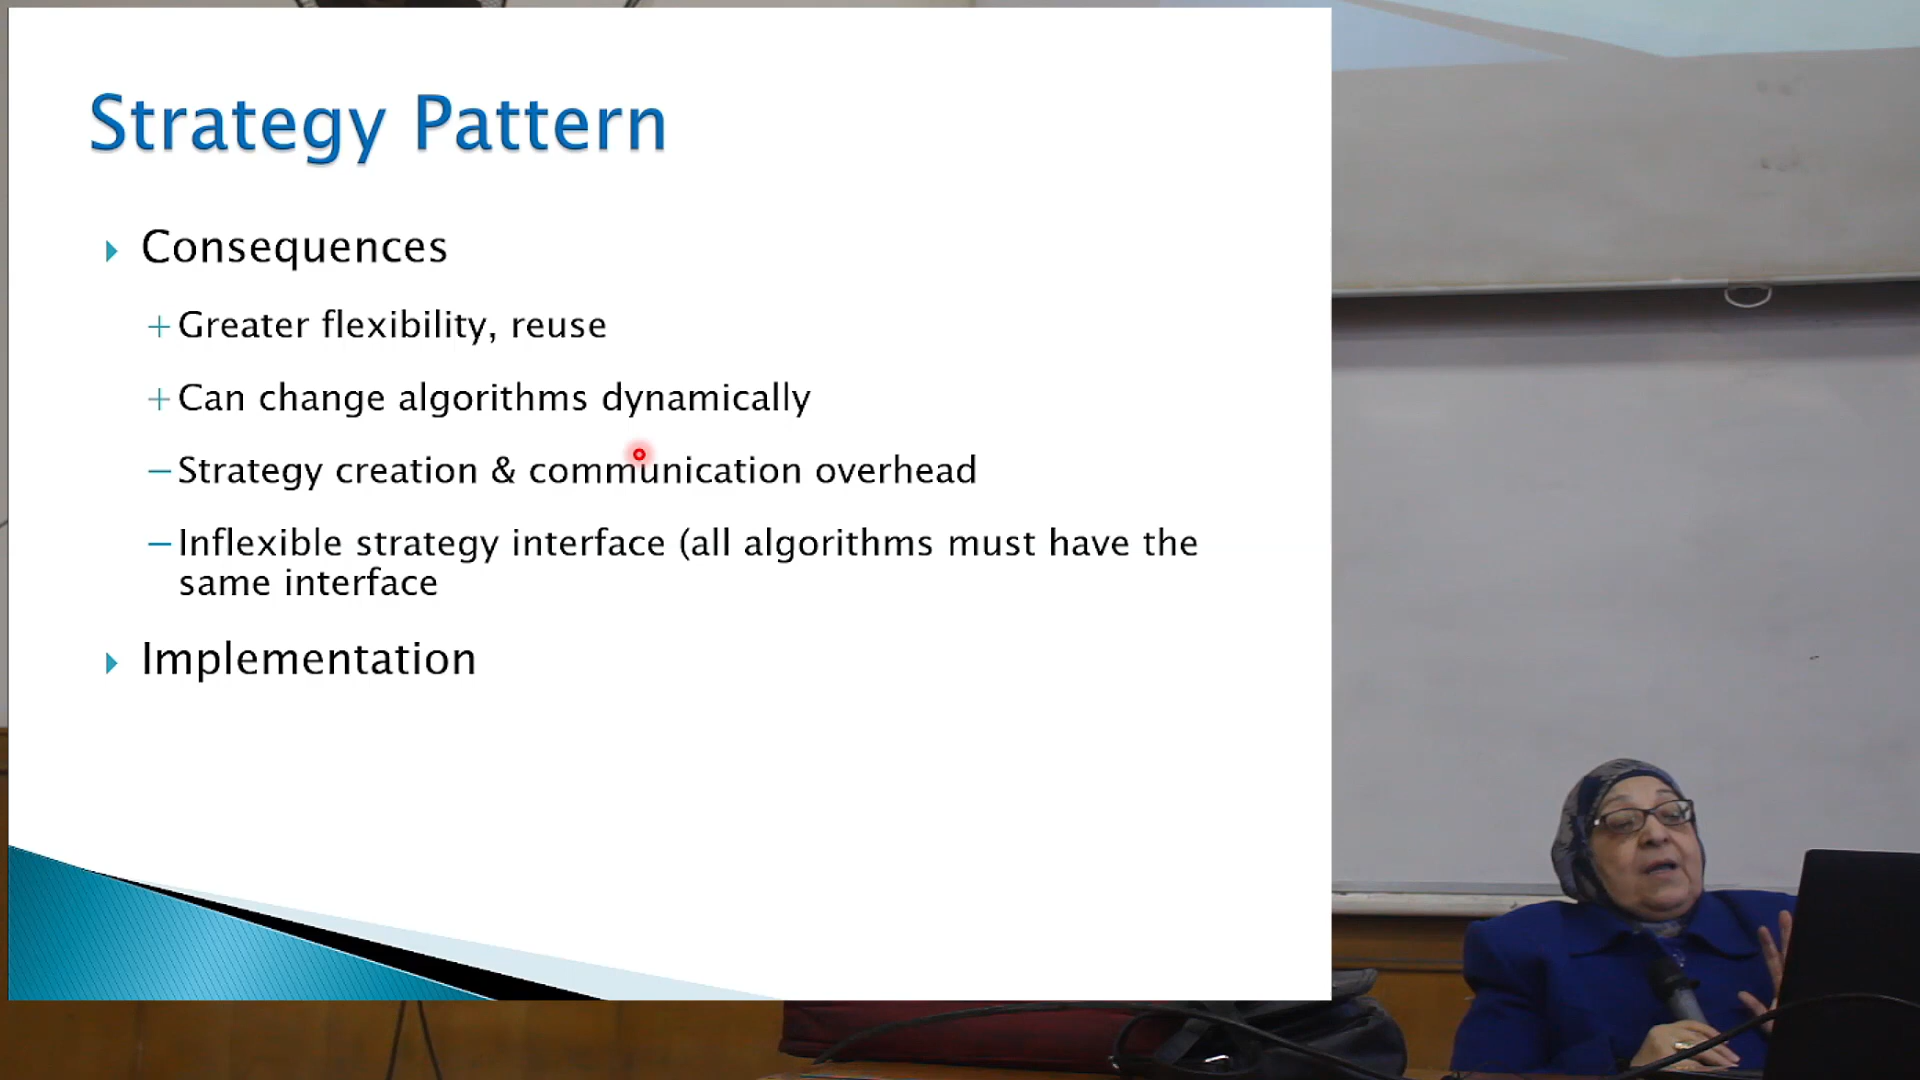 Strategy Pattern
Consequences
+Greater flexibility, reuse
+Can change algorithms dynamically
−Strategy creation & communication overhead
−Inflexible strategy interface (all algorithms must have the
same interface
Implementation